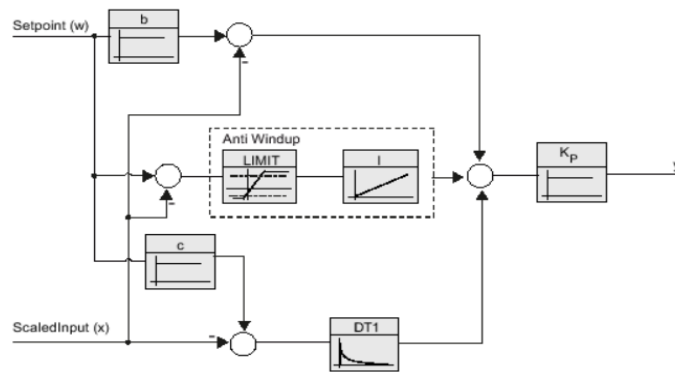 Setpoint (w)
b
-
Anti Windup
LIMIT
I
K_P
y
-
c
ScaledInput (x)
-
DT1